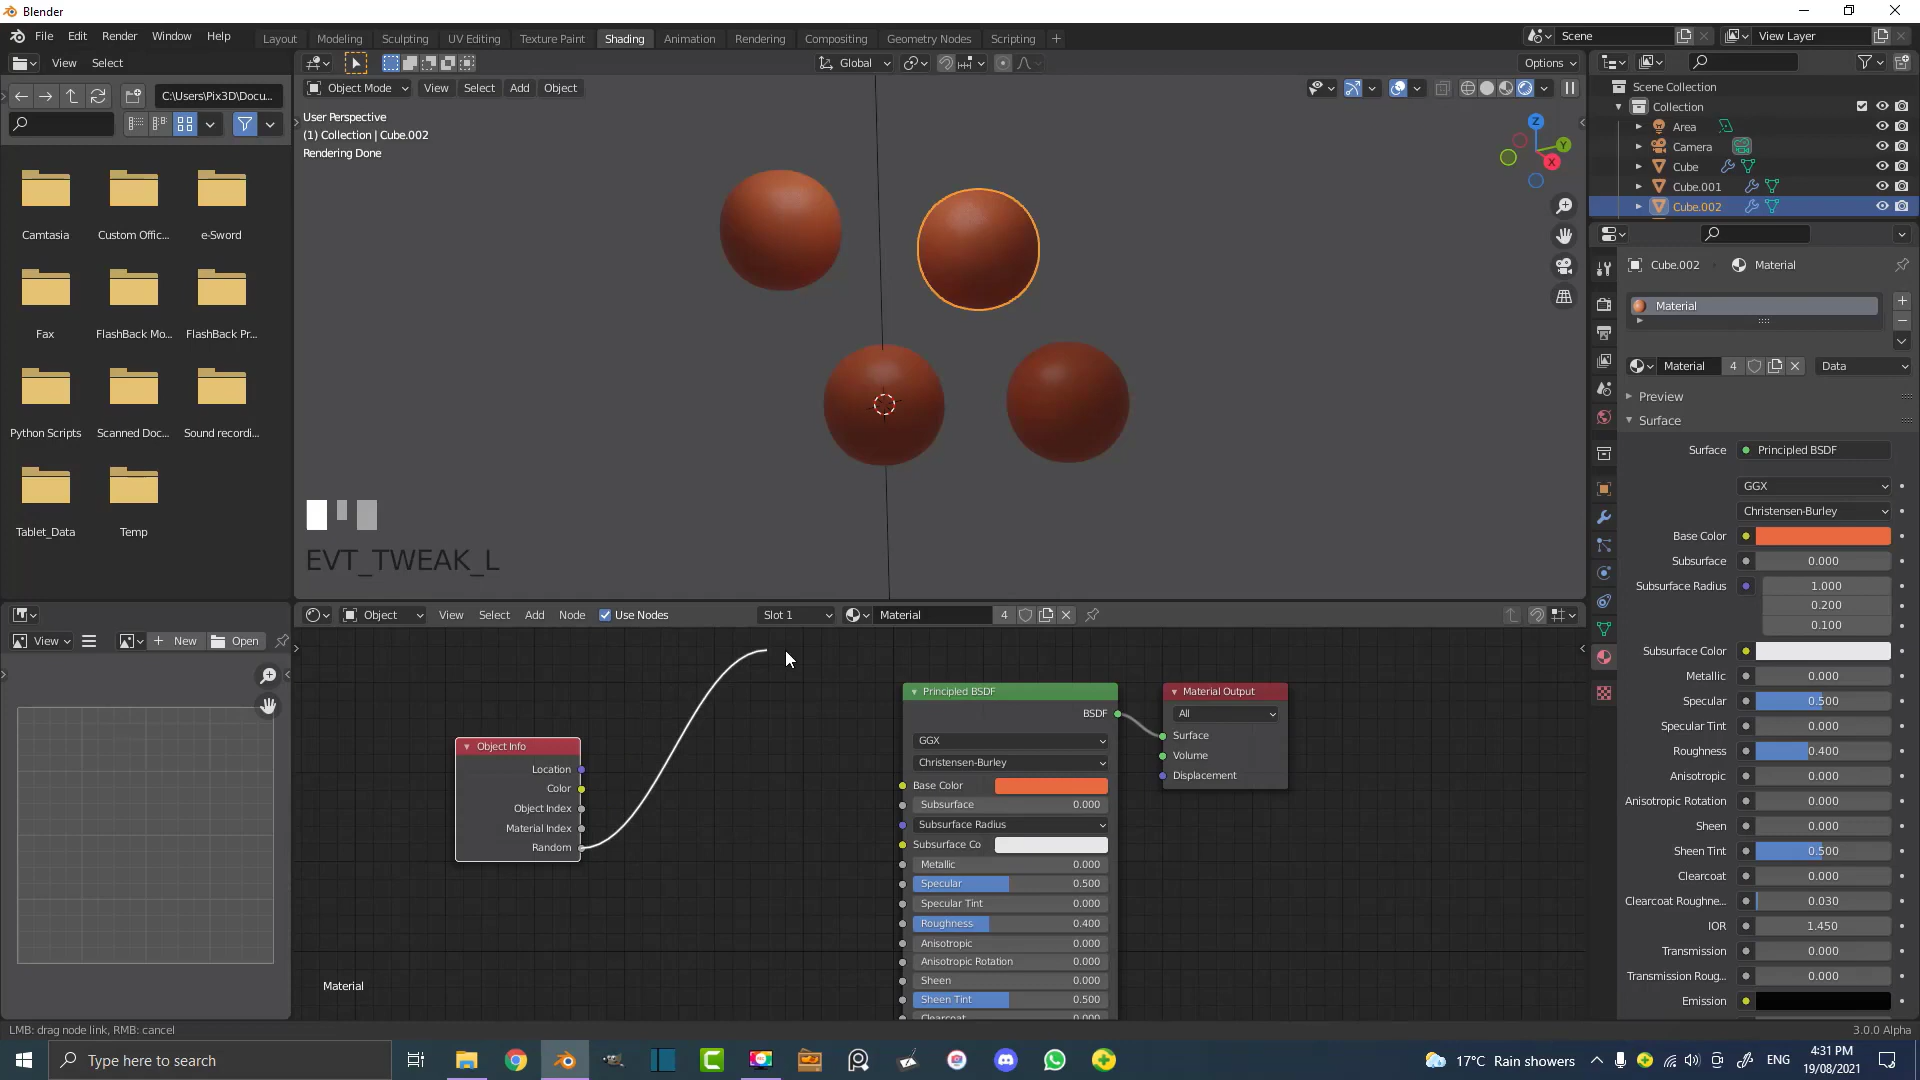 Blender
File Edit Render Window Help
Layout Modeling Sculpting UV Editing Texture Paint Shading Animation Rendering Compositing Geometry Nodes Scripting +
Scene
View Layer
View Select
Global
Options
C:\Users\Pix3D\Docu...
Object Mode View Select Add Object
User Perspective
(1) Collection | Cube.002
Rendering Done
Z
Y
X
Scene Collection
Collection
Area
Camera
Cube
Cube.001
Cube.002
Camtasia
Custom Offic...
e-Sword
Fax
FlashBack Mo...
FlashBack Pr...
Python Scripts
Scanned Doc...
Sound recordi...
Tablet_Data
Temp
EVT_TWEAK_L
Cube.002 Material
Material
Material 4 Data
Preview
Surface
Surface Principled BSDF
GGX
Christensen-Burley
Base Color
Subsurface 0.000
Subsurface Radius 1.000
0.200
0.100
Subsurface Color
Metallic 0.000
Specular 0.500
Specular Tint 0.000
Roughness 0.400
Anisotropic 0.000
Anisotropic Rotation 0.000
Sheen 0.000
Sheen Tint 0.500
Clearcoat 0.000
Clearcoat Roughne... 0.030
IOR 1.450
Transmission 0.000
Transmission Roug... 0.000
Emission
Object View Select Add Node Use Nodes Slot 1 Material 4
View New Open
Object Info
Location
Color
Object Index
Material Index
Random
Principled BSDF
BSDF
GGX
Christensen-Burley
Base Color
Subsurface 0.000
Subsurface Radius
Subsurface Co
Metallic 0.000
Specular 0.500
Specular Tint 0.000
Roughness 0.400
Anisotropic 0.000
Anisotropic Rotation 0.000
Sheen 0.000
Sheen Tint 0.500
Clearcoat 0.000
Material Output
All
Surface
Volume
Displacement
Material
LMB: drag node link, RMB: cancel
3.0.0 Alpha
Type here to search
17°C Rain showers
ENG
4:31 PM
19/08/2021